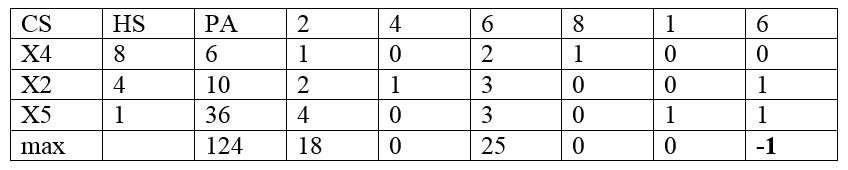 CS HS PA 2 4 6 8 1 6
X4 8 6 1 0 2 1 0 0
X2 4 10 2 1 3 0 0 1
X5 1 36 4 0 3 0 1 1
max 124 18 0 25 0 0 -1